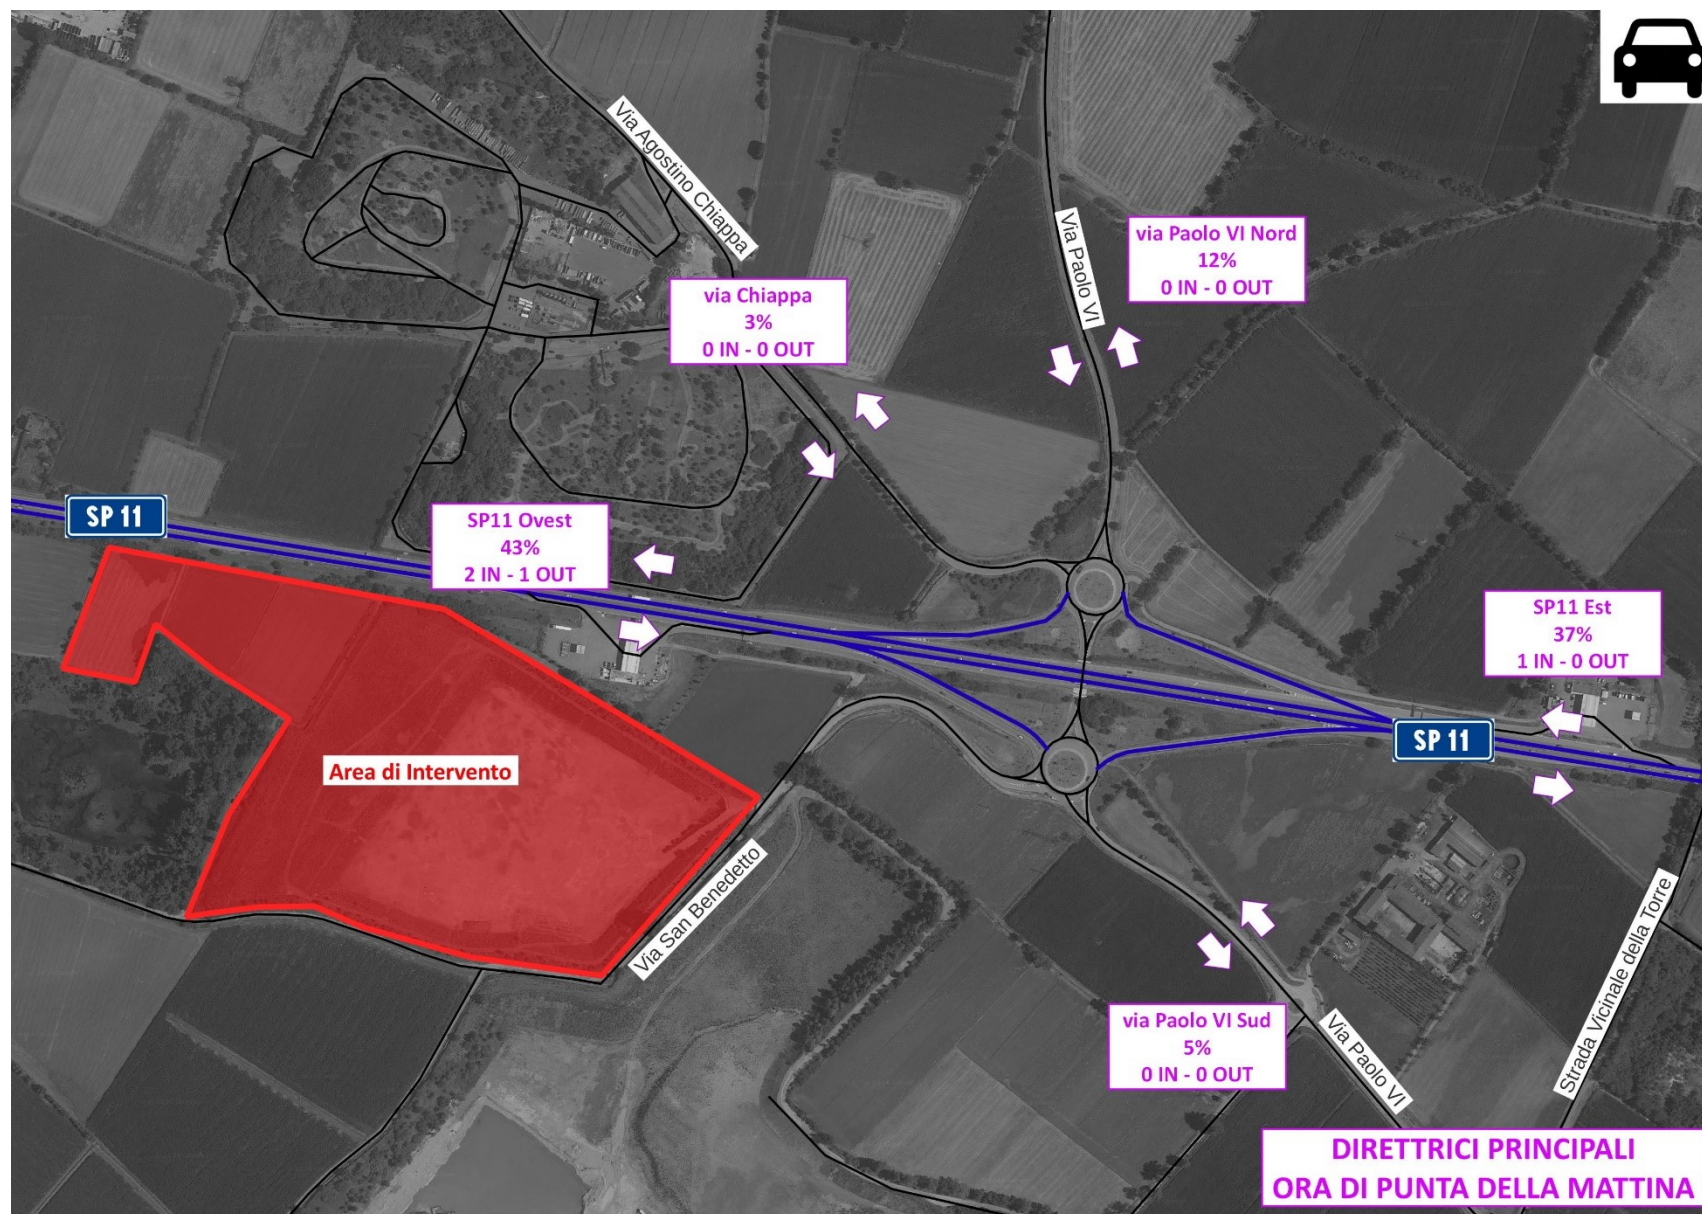 Via Agostino Chiappa
Via Paolo VI
via Paolo VI Nord
12%
0 IN - 0 OUT
via Chiappa
3%
0 IN - 0 OUT
SP 11
SP11 Ovest
43%
2 IN - 1 OUT
SP11 Est
37%
1 IN - 0 OUT
SP 11
Area di Intervento
Via San Benedetto
Strada Vicinale della Torre
via Paolo VI Sud
5%
0 IN - 0 OUT
Via Paolo VI
DIRETTRICI PRINCIPALI
ORA DI PUNTA DELLA MATTINA